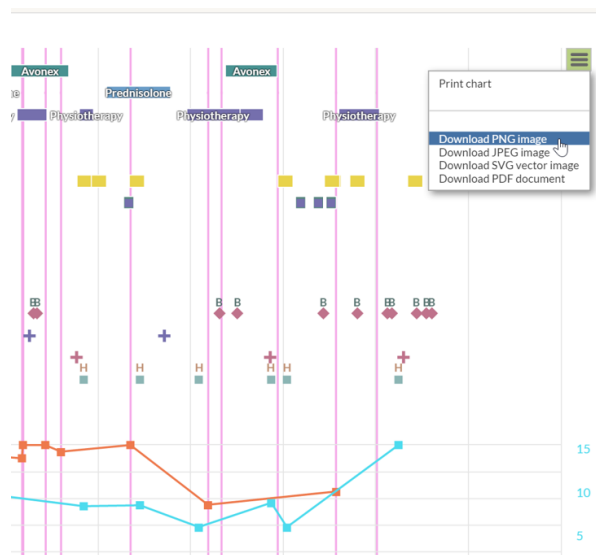 Avonex
Avonex
Print chart
Prednisolone
Physiotherapy
Physiotherapy
Physiotherapy
Download PNG image
Download JPEG image
Download SVG vector image
Download PDF document
B
B
B
B
B
B
B
B
B
B
B
H
H
H
H
H
H
15
10
5